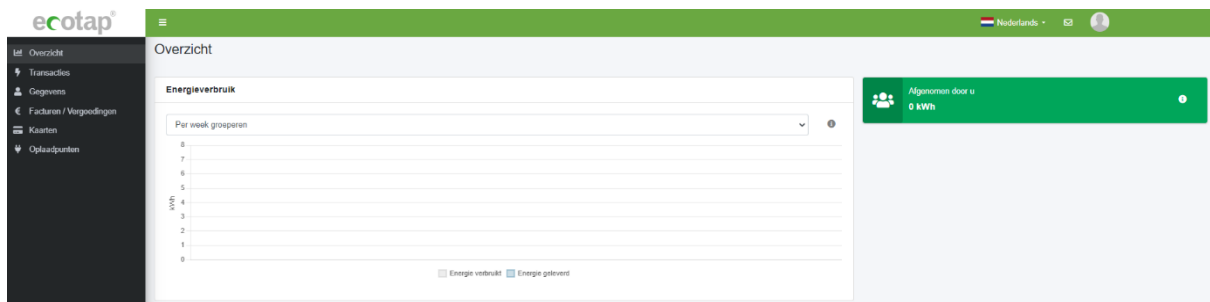 ecotap®
Nederlands
Overzicht
Transacties
Gegevens
Facturen / Vergoedingen
Kaarten
Oplaadpunten
Overzicht
Energieverbruik
Per week groeperen
8
7
6
5
4
3
2
1
0
kWh
Energie verbruikt Energie geleverd
Afgenomen door u
0 kWh